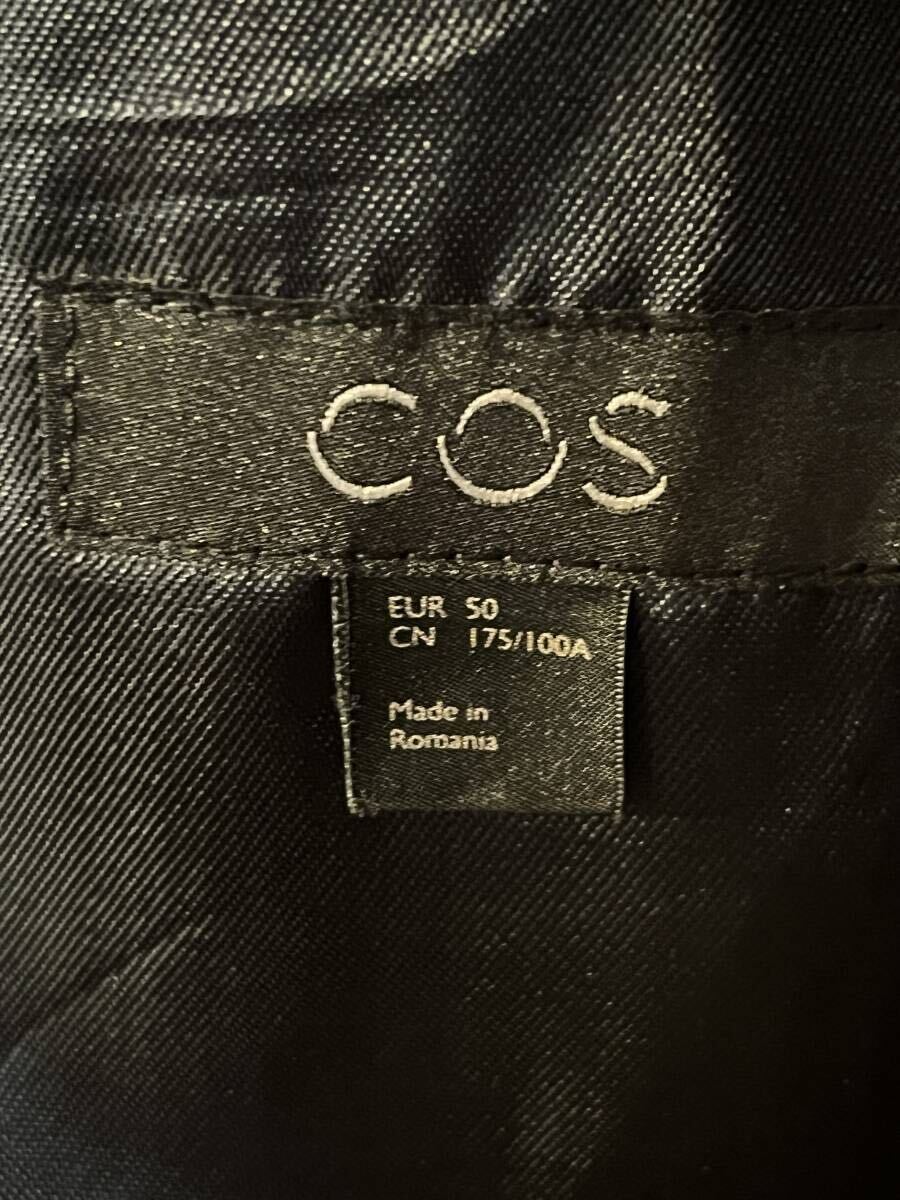 COS
EUR 50
CN 175/100A
Made in
Romania